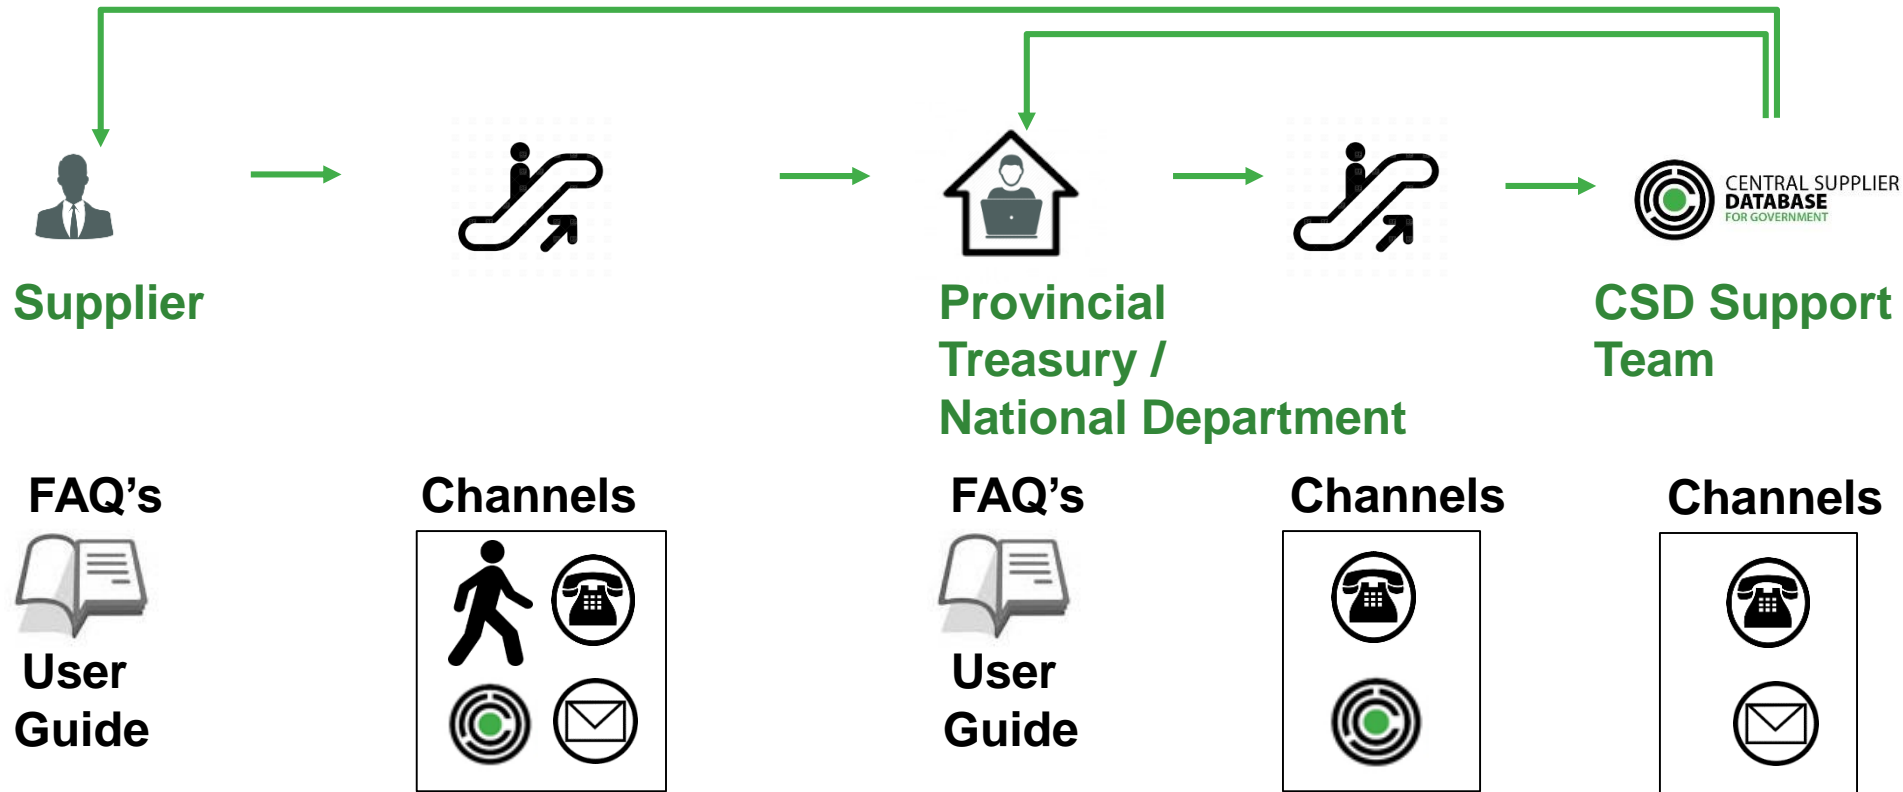 CENTRAL SUPPLIER
DATABASE
FOR GOVERNMENT
Supplier
Provincial
Treasury /
National Department
CSD Support
Team
FAQ’s
Channels
FAQ’s
Channels
Channels
User
Guide
User
Guide